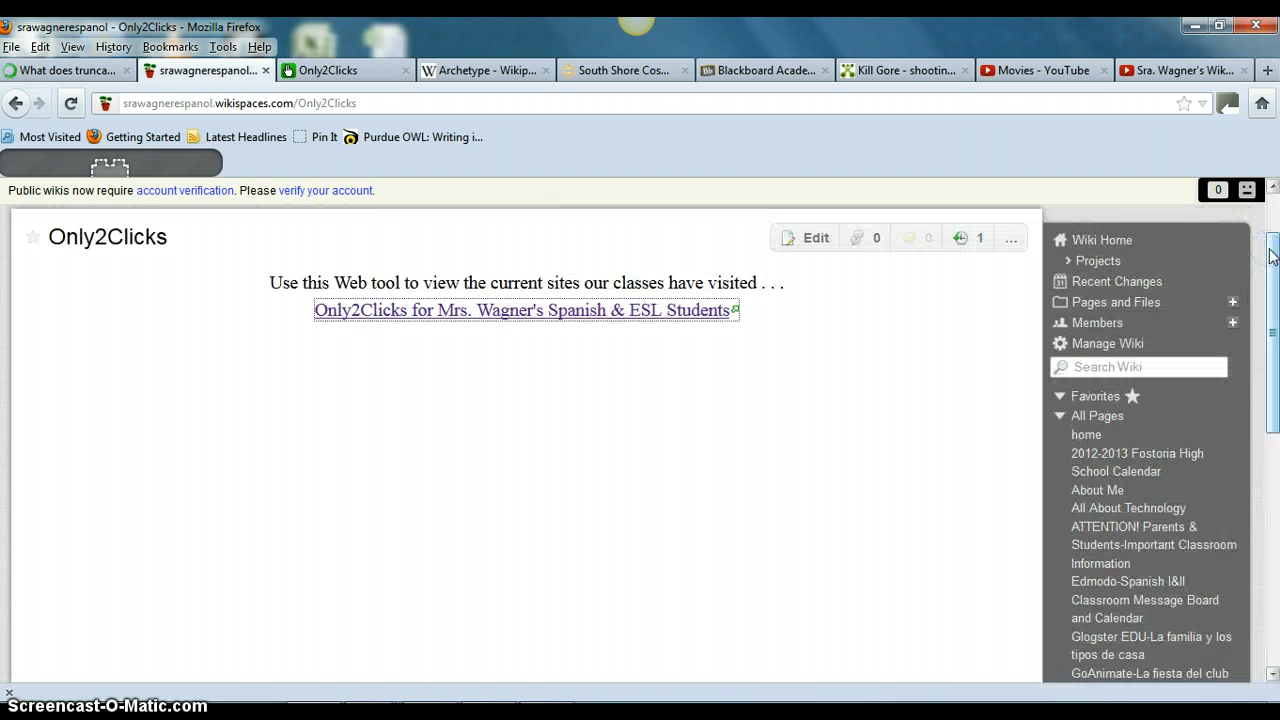 srawagnerespanol - Only2Clicks - Mozilla Firefox
File Edit View History Bookmarks Tools Help
What does trunca... srawagnerespanol... Only2Clicks Archetype - Wikip... South Shore Cos... Blackboard Acade... Kill Gore - shootin... Movies - YouTube Sra. Wagner's Wik...
srawagnerespanol.wikispaces.com/Only2Clicks
Most Visited Getting Started Latest Headlines Pin It Purdue OWL: Writing i...
Public wikis now require account verification. Please verify your account.
0
Only2Clicks
Edit 0 0 1 ...
Use this Web tool to view the current sites our classes have visited . . .
Only2Clicks for Mrs. Wagner's Spanish & ESL Students
Wiki Home
Projects
Recent Changes
Pages and Files
Members
Manage Wiki
Search Wiki
Favorites
All Pages
home
2012-2013 Fostoria High
School Calendar
About Me
All About Technology
ATTENTION! Parents &
Students-Important Classroom
Information
Edmodo-Spanish I&II
Classroom Message Board
and Calendar
Glogster EDU-La familia y los
tipos de casa
GoAnimate-La fiesta del club
Screencast-O-Matic.com